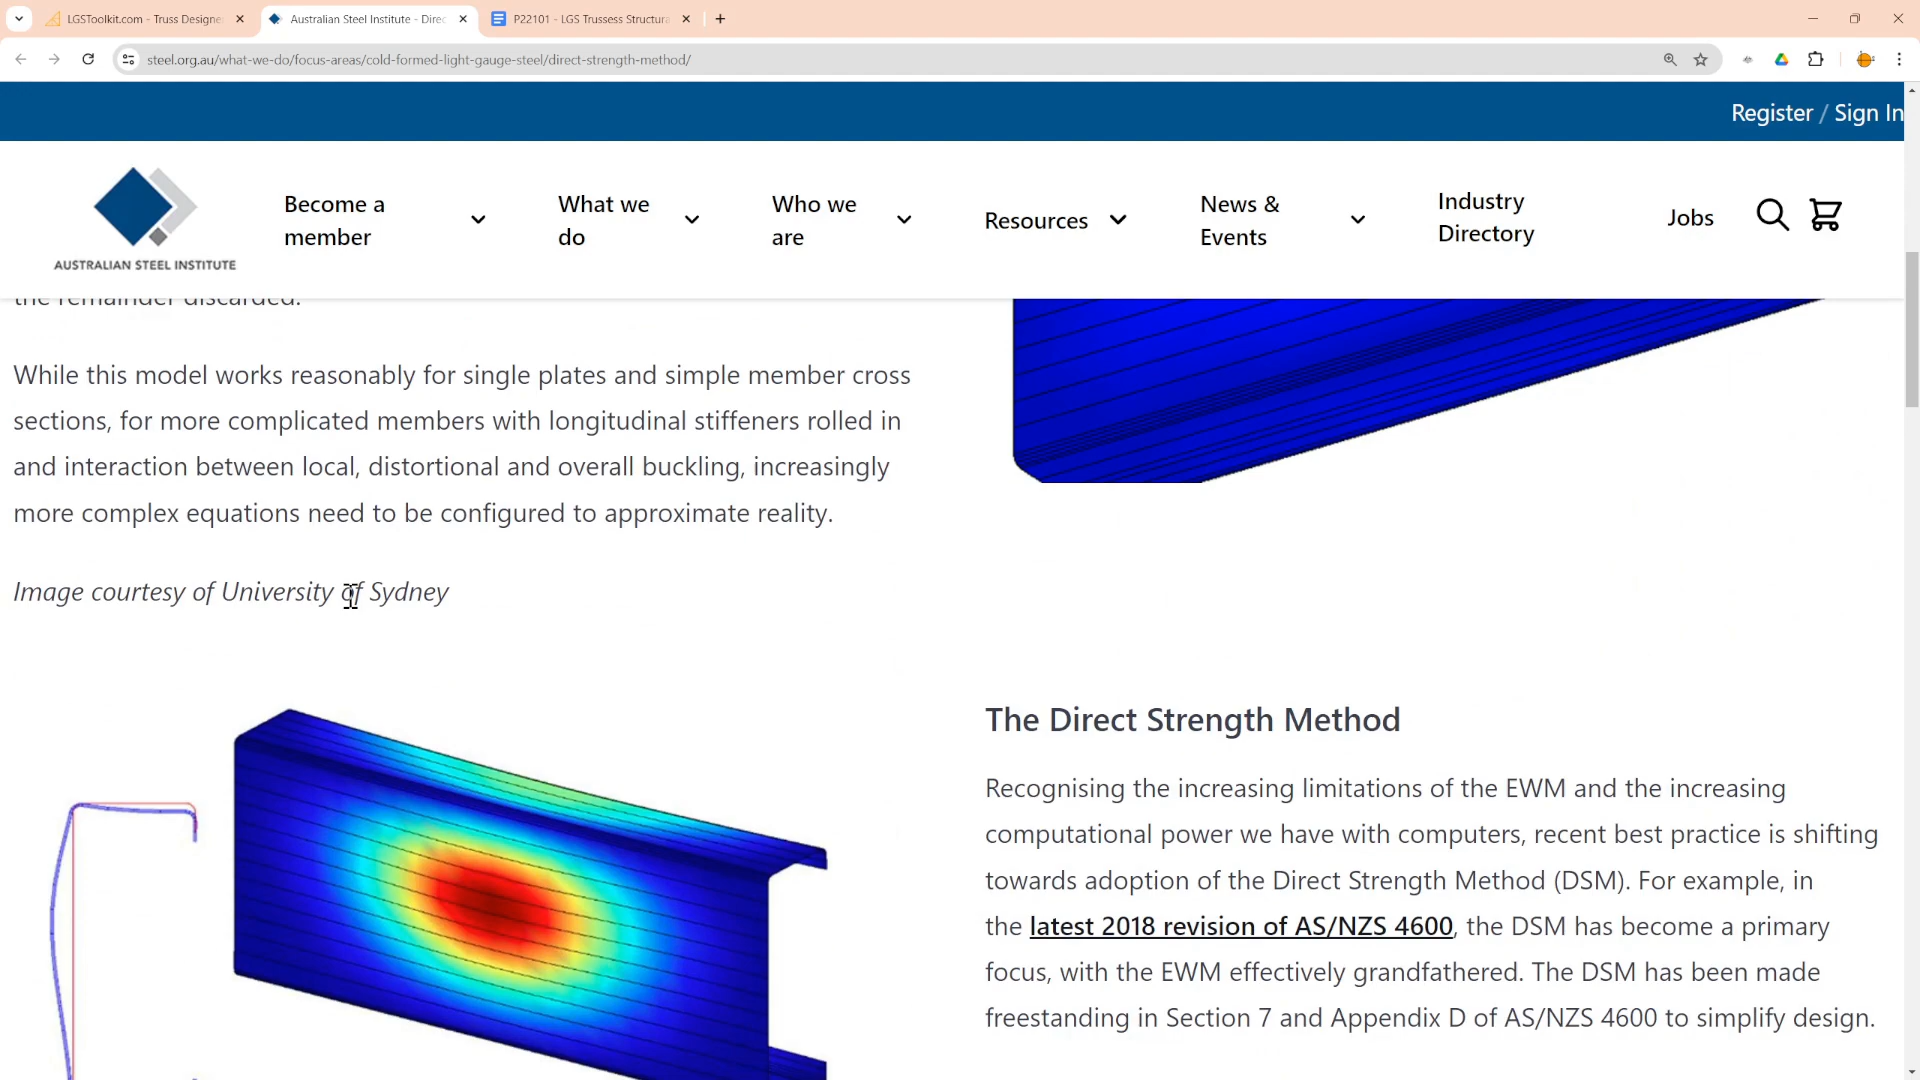 LGSToolkit.com - Truss Designe
Australian Steel Institute - Direc
P22101 - LGS Trussess Structura
steel.org.au/what-we-do/focus-areas/cold-formed-light-gauge-steel/direct-strength-method/
Register / Sign In
AUSTRALIAN STEEL INSTITUTE
Become a
member
What we
do
Who we
are
Resources
News &
Events
Industry
Directory
Jobs
the remainder discarded.
While this model works reasonably for single plates and simple member cross
sections, for more complicated members with longitudinal stiffeners rolled in
and interaction between local, distortional and overall buckling, increasingly
more complex equations need to be configured to approximate reality.
Image courtesy of University of Sydney
The Direct Strength Method
Recognising the increasing limitations of the EWM and the increasing
computational power we have with computers, recent best practice is shifting
towards adoption of the Direct Strength Method (DSM). For example, in
the latest 2018 revision of AS/NZS 4600, the DSM has become a primary
focus, with the EWM effectively grandfathered. The DSM has been made
freestanding in Section 7 and Appendix D of AS/NZS 4600 to simplify design.